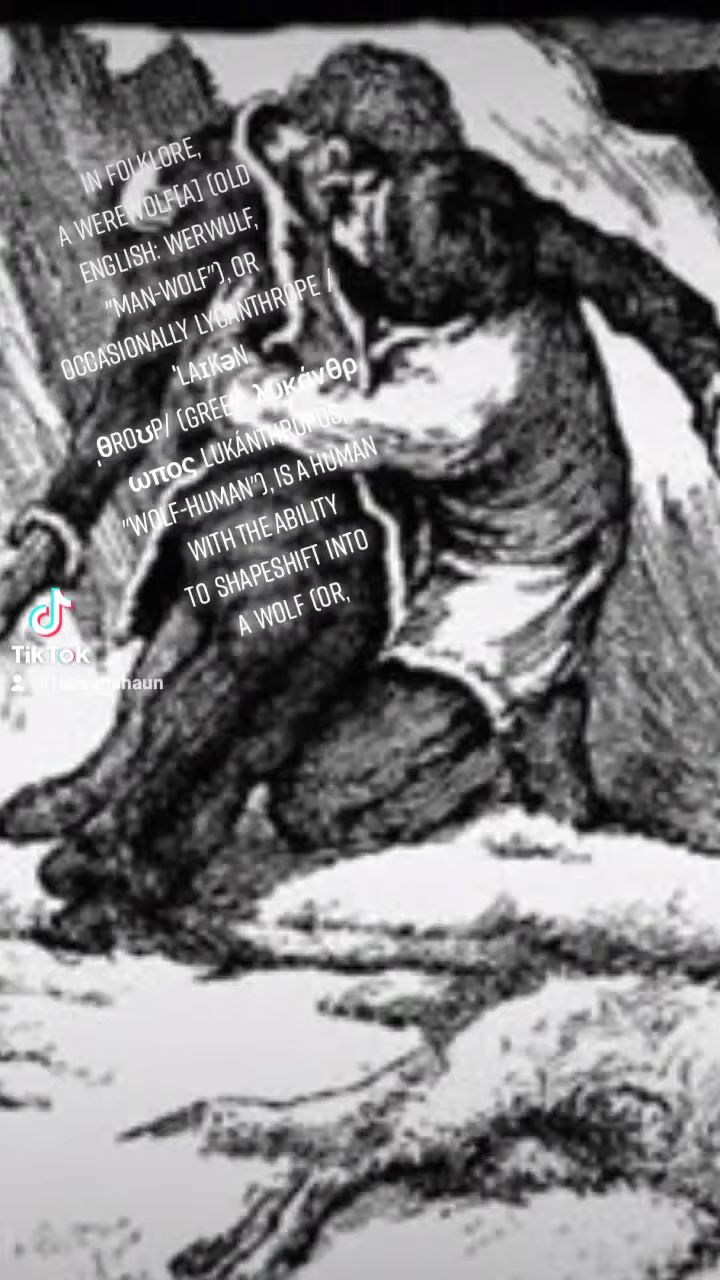 IN FOLKLORE,
A WEREWOLF[A] (OLD
ENGLISH: WERWULF,
"MAN-WOLF"), OR
OCCASIONALLY LYCANTHROPE /
ˈLAɪKəN
ˌθROʊP/ (GREEK λυκάνθρ
ωπος LUKÁNTHROPOS,
"WOLF-HUMAN"), IS A HUMAN
WITH THE ABILITY
TO SHAPESHIFT INTO
A WOLF (OR,
TikTok